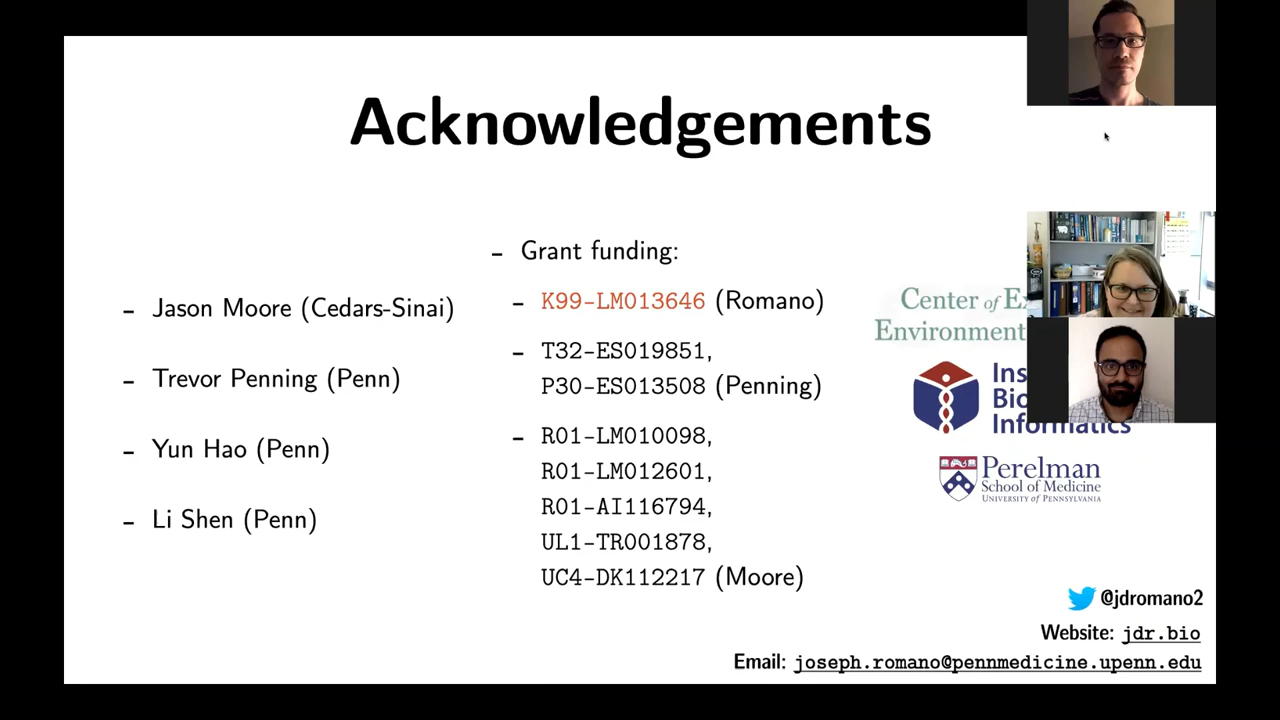 Acknowledgements
- Jason Moore (Cedars-Sinai)
- Trevor Penning (Penn)
- Yun Hao (Penn)
- Li Shen (Penn)
- Grant funding:
- K99-LM013646 (Romano)
- T32-ES019851,
P30-ES013508 (Penning)
- R01-LM010098,
R01-LM012601,
R01-AI116794,
UL1-TR001878,
UC4-DK112217 (Moore)
Center of
Perelman
School of Medicine
University of Pennsylvania
@jdromano2
Website: jdr.bio
Email: joseph.romano@pennmedicine.upenn.edu